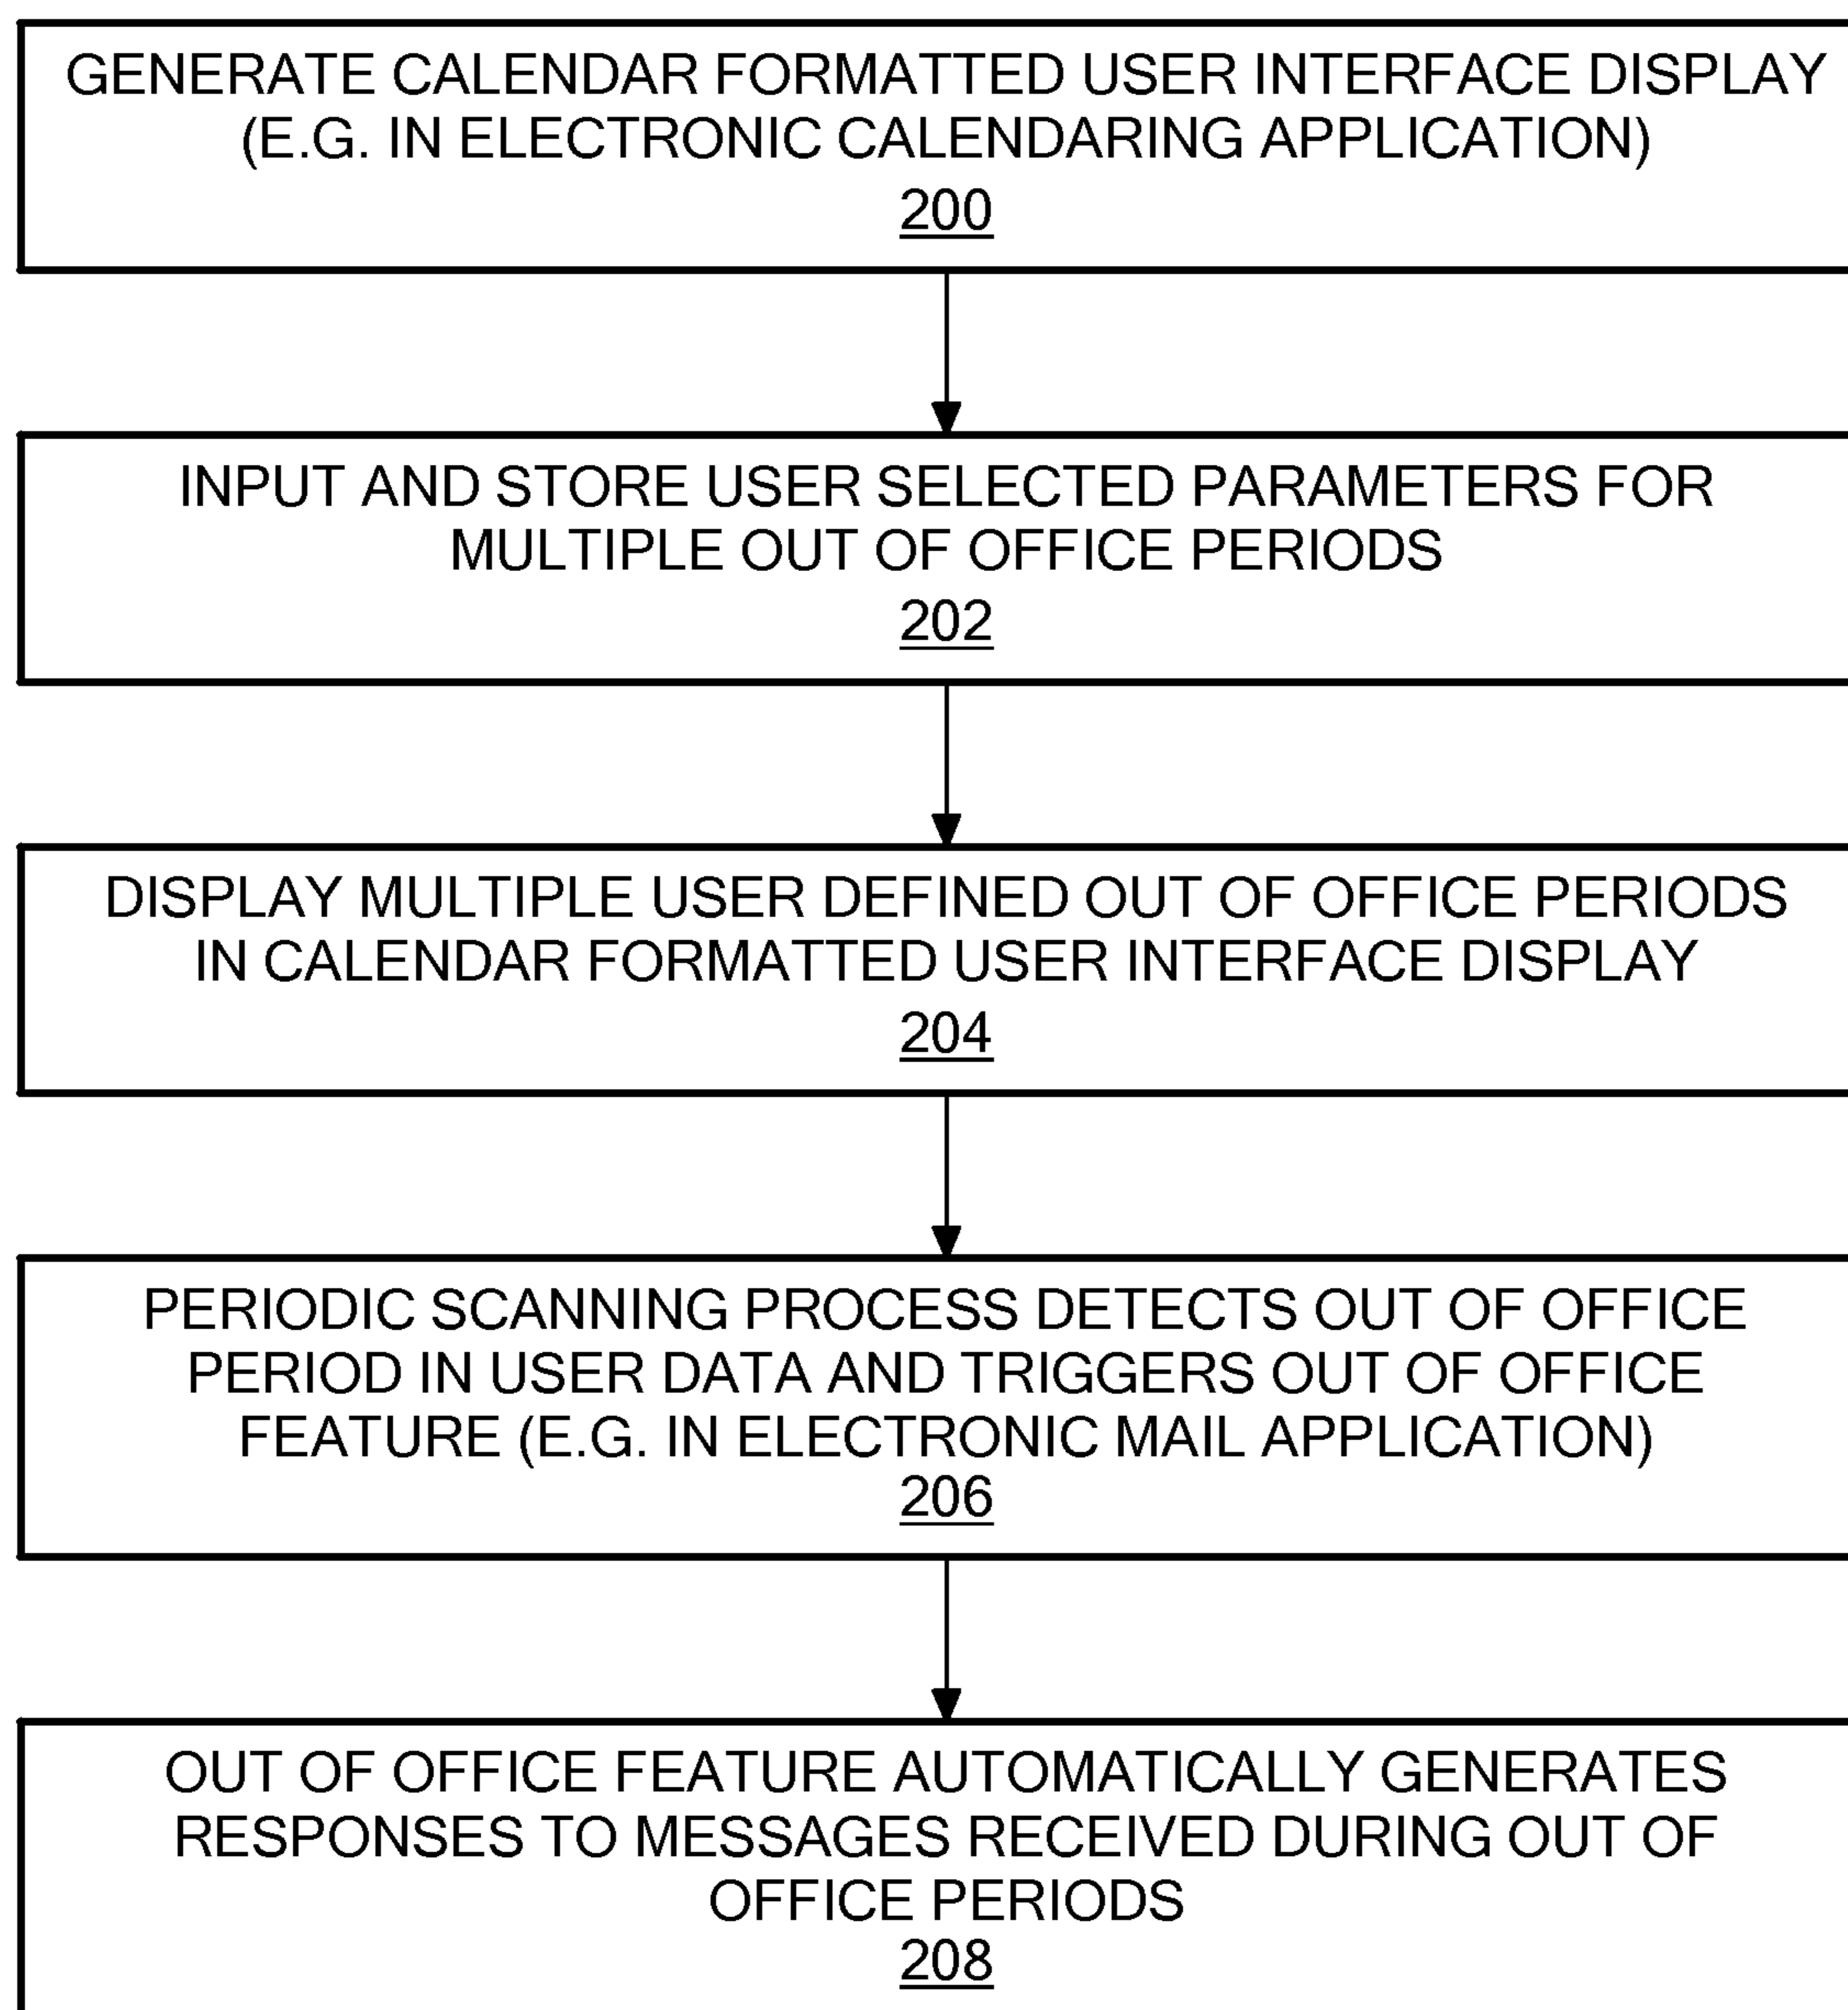 GENERATE CALENDAR FORMATTED USER INTERFACE DISPLAY
(E.G. IN ELECTRONIC CALENDARING APPLICATION)
200
INPUT AND STORE USER SELECTED PARAMETERS FOR
MULTIPLE OUT OF OFFICE PERIODS
202
DISPLAY MULTIPLE USER DEFINED OUT OF OFFICE PERIODS
IN CALENDAR FORMATTED USER INTERFACE DISPLAY
204
PERIODIC SCANNING PROCESS DETECTS OUT OF OFFICE
PERIOD IN USER DATA AND TRIGGERS OUT OF OFFICE
FEATURE (E.G. IN ELECTRONIC MAIL APPLICATION)
206
OUT OF OFFICE FEATURE AUTOMATICALLY GENERATES
RESPONSES TO MESSAGES RECEIVED DURING OUT OF
OFFICE PERIODS
208